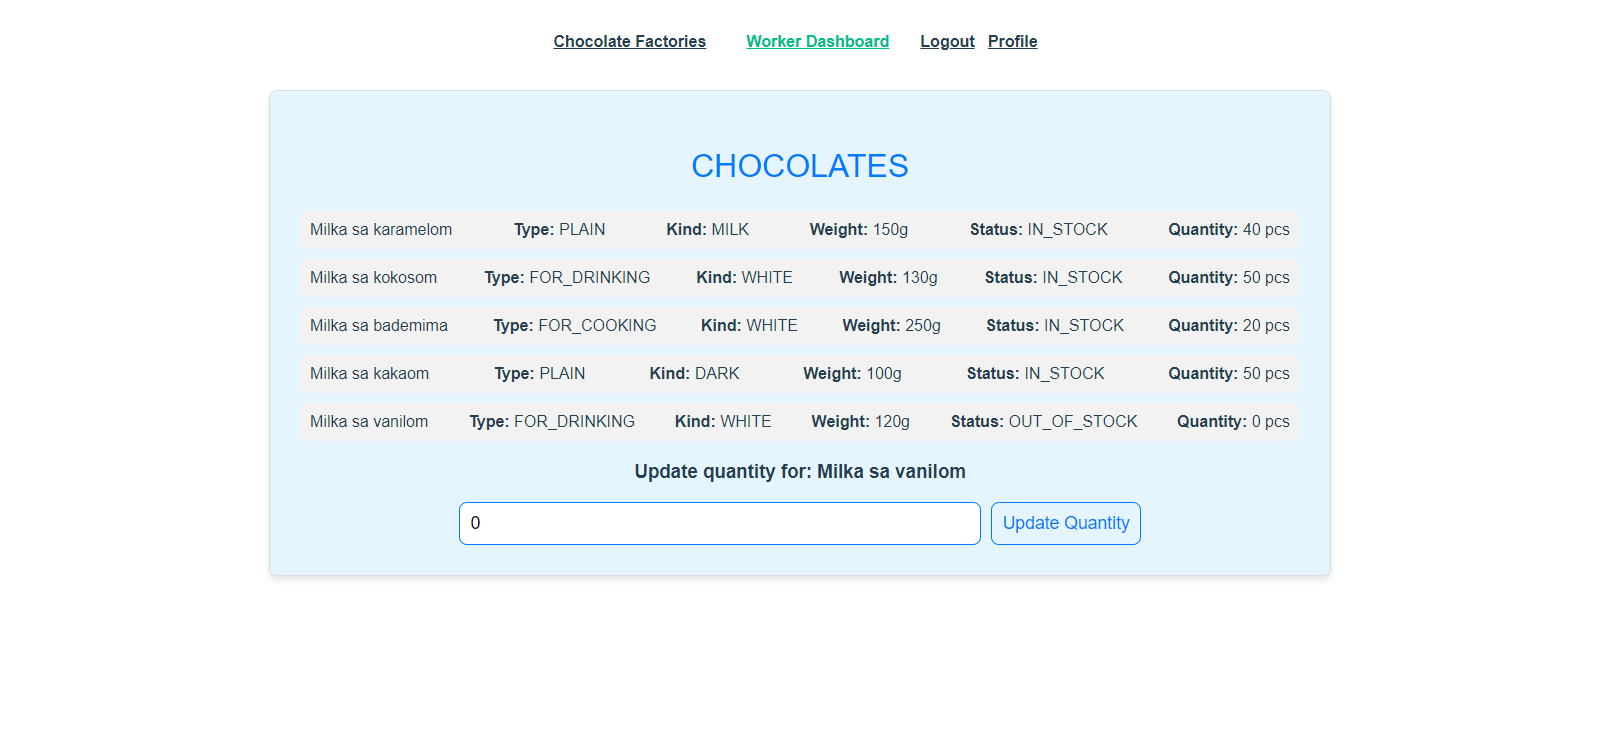 Chocolate Factories Worker Dashboard Logout Profile
CHOCOLATES
Milka sa karamelom Type: PLAIN Kind: MILK Weight: 150g Status: IN_STOCK Quantity: 40 pcs
Milka sa kokosom Type: FOR_DRINKING Kind: WHITE Weight: 130g Status: IN_STOCK Quantity: 50 pcs
Milka sa bademima Type: FOR_COOKING Kind: WHITE Weight: 250g Status: IN_STOCK Quantity: 20 pcs
Milka sa kakaom Type: PLAIN Kind: DARK Weight: 100g Status: IN_STOCK Quantity: 50 pcs
Milka sa vanilom Type: FOR_DRINKING Kind: WHITE Weight: 120g Status: OUT_OF_STOCK Quantity: 0 pcs
Update quantity for: Milka sa vanilom
0 Update Quantity